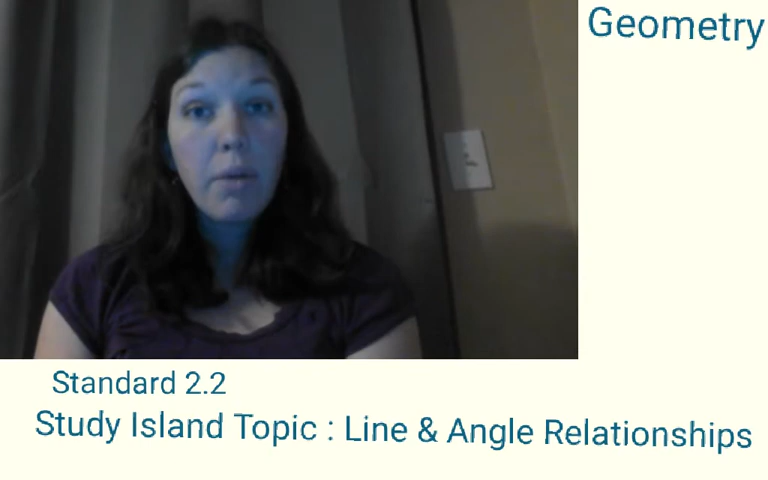 Geometry
Standard 2.2
Study Island Topic : Line & Angle Relationships